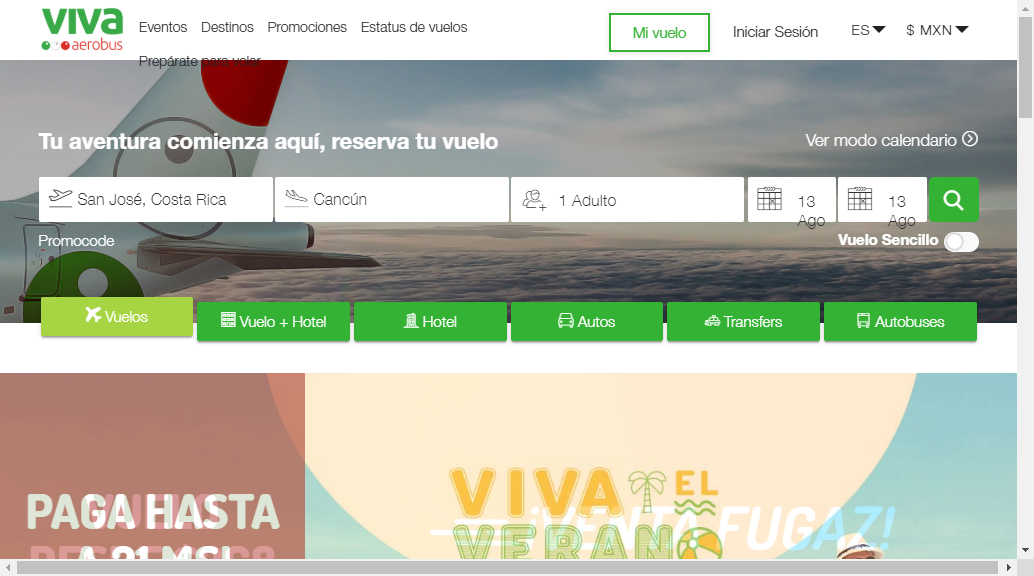 viva
aerobus
Eventos Destinos Promociones Estatus de vuelos
Prepárate para volar
Mi vuelo
Iniciar Sesión
ES
$ MXN
Tu aventura comienza aquí, reserva tu vuelo
Ver modo calendario
San José, Costa Rica
Cancún
1 Adulto
13
Ago
13
Ago
Promocode
Vuelo Sencillo
Vuelos
Vuelo + Hotel
Hotel
Autos
Transfers
Autobuses
PAGA HASTA
VIVA EL
VERANO
¡VENTA FUGAZ!